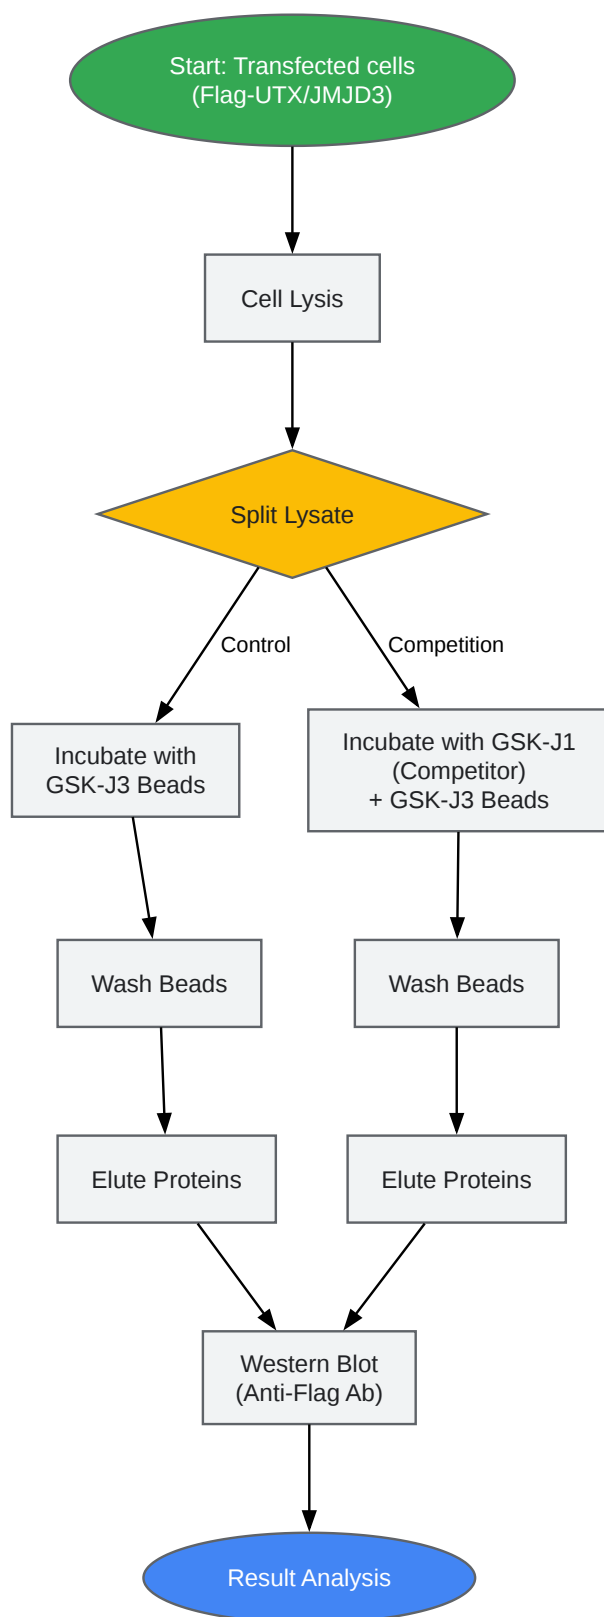 Start: Transfected cells
(Flag-UTX/JMJD3)
Cell Lysis
Split Lysate
Control
Competition
Incubate with
GSK-J3 Beads
Incubate with GSK-J1
(Competitor)
+ GSK-J3 Beads
Wash Beads
Wash Beads
Elute Proteins
Elute Proteins
Western Blot
(Anti-Flag Ab)
Result Analysis